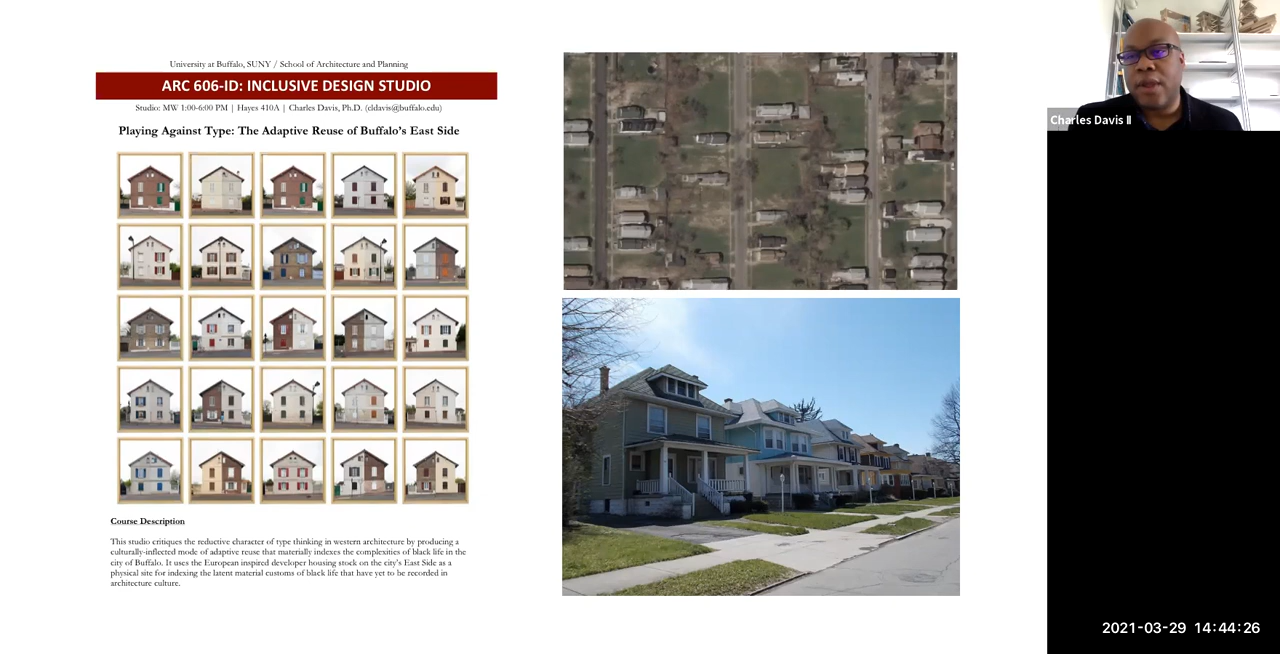 University at Buffalo, SUNY / School of Architecture and Planning
ARC 606-ID: INCLUSIVE DESIGN STUDIO
Studio: MW 1:00-6:00 PM | Hayes 410A | Charles Davis, Ph.D. (cldavis@buffalo.edu)
Playing Against Type: The Adaptive Reuse of Buffalo's East Side
Course Description
This studio critiques the reductive character of type thinking in western architecture by producing a
culturally-inflected mode of adaptive reuse that materially indexes the complexities of black life in the
city of Buffalo. It uses the European inspired developer housing stock on the city's East Side as a
physical site for indexing the latent material customs of black life that have yet to be recorded in
architecture culture.
Charles Davis II
2021-03-29 14:44:26